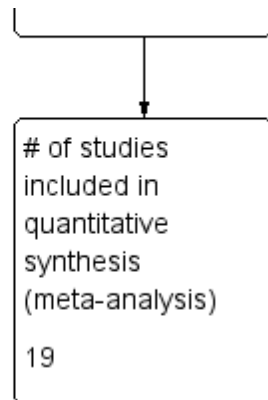 # of studies
included in
quantitative
synthesis
(meta-analysis)
19